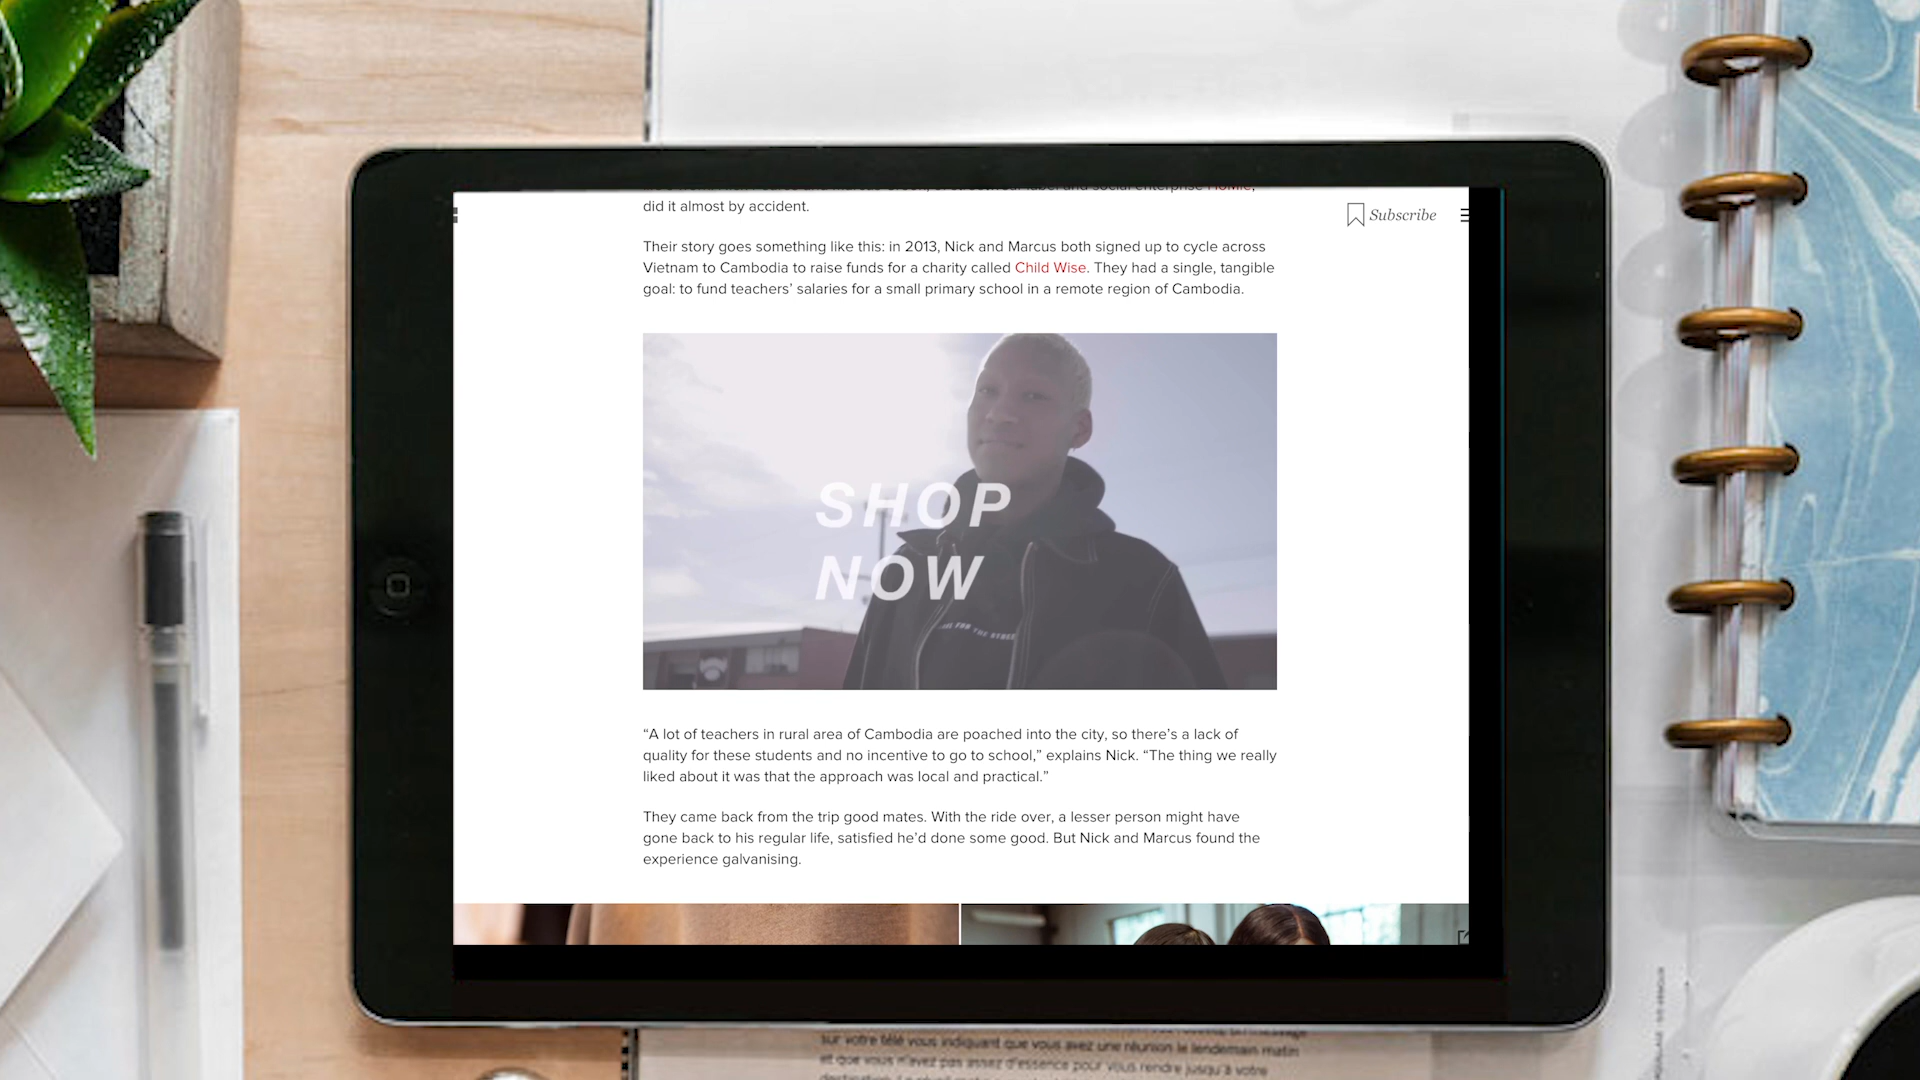 social enterprise Homie,
did it almost by accident.
Subscribe
Their story goes something like this: in 2013, Nick and Marcus both signed up to cycle across
Vietnam to Cambodia to raise funds for a charity called Child Wise. They had a single, tangible
goal: to fund teachers’ salaries for a small primary school in a remote region of Cambodia.
SHOP
NOW
FOR THE STREET
“A lot of teachers in rural area of Cambodia are poached into the city, so there’s a lack of
quality for these students and no incentive to go to school,” explains Nick. “The thing we really
liked about it was that the approach was local and practical.”
They came back from the trip good mates. With the ride over, a lesser person might have
gone back to his regular life, satisfied he’d done some good. But Nick and Marcus found the
experience galvanising.
sur votre télé vous indiquant que vous avez une réunion le lendemain matin
et que vous n'avez pas assez d'essence pour vous rendre jusqu'à votre